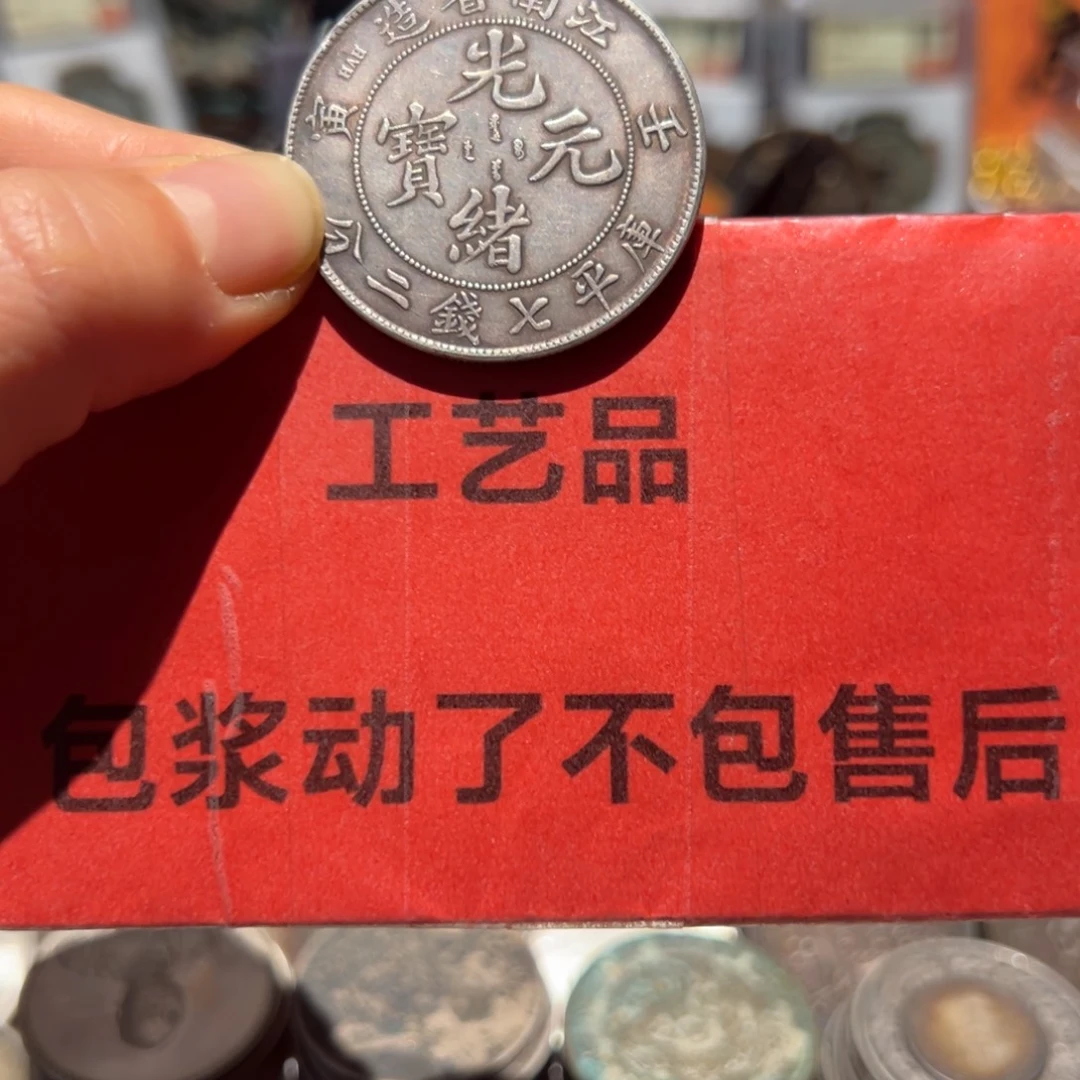 江南省造
HAH
壬寅
光緒元寶
庫平七錢二分
工艺品
包浆动了不包售后